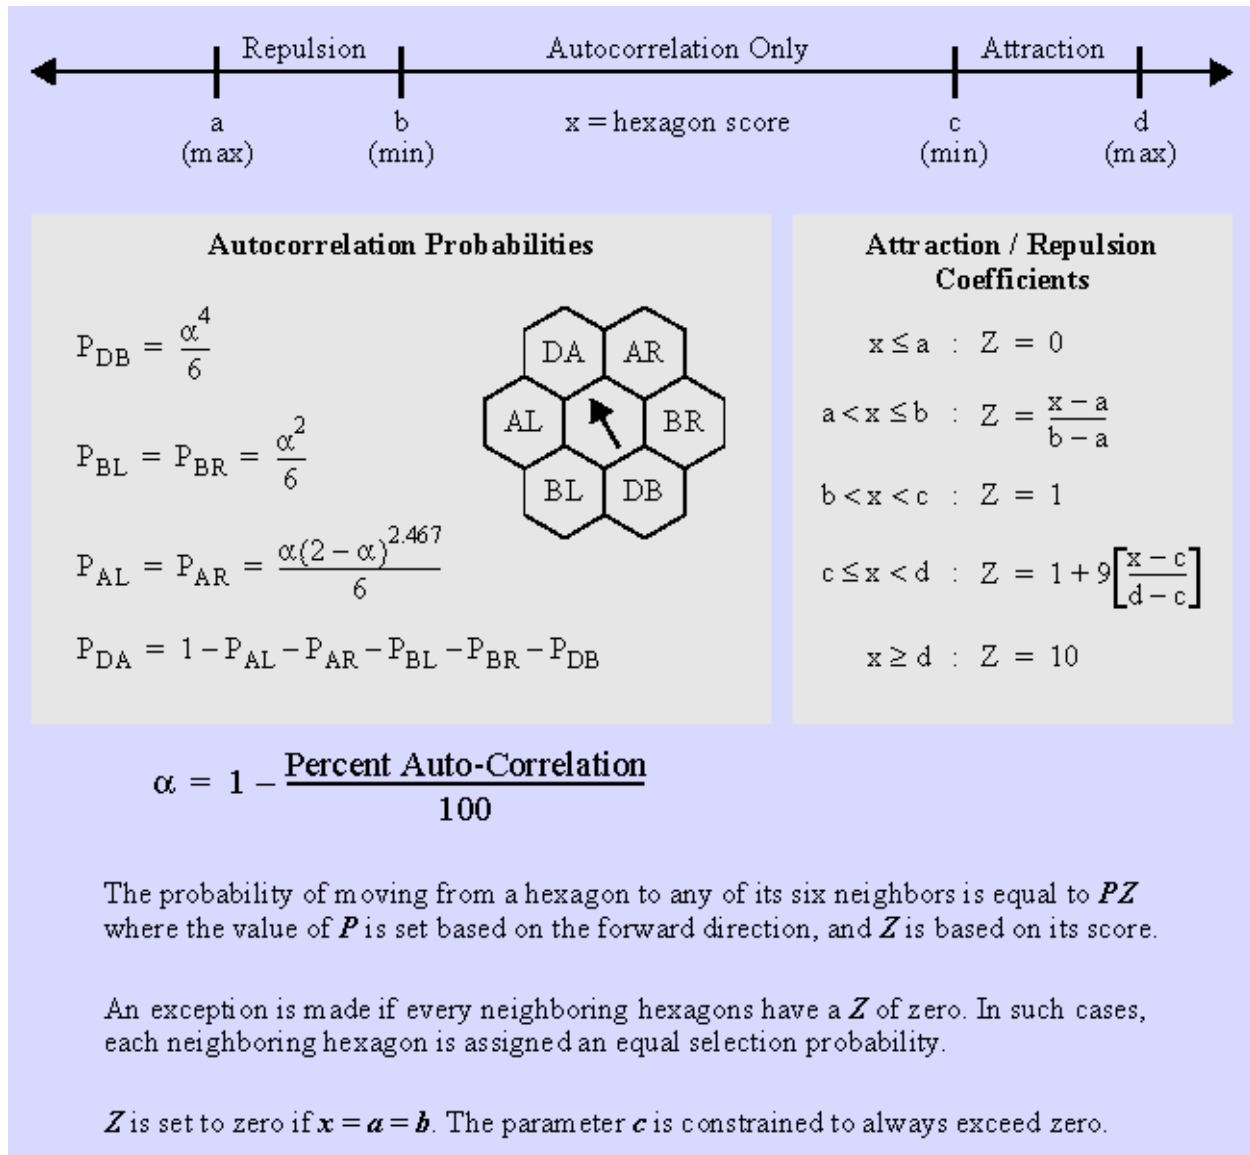 Repulsion Autocorrelation Only Attraction
a b x = hexagon score c d
(max) (min) (min) (max)
Autocorrelation Probabilities
P_DB = α^4 / 6
P_BL = P_BR = α^2 / 6
P_AL = P_AR = α(2 − α)^2.467 / 6
P_DA = 1 − P_AL − P_AR − P_BL − P_BR − P_DB
DA AR
AL BR
BL DB
Attraction / Repulsion
Coefficients
x ≤ a : Z = 0
a < x ≤ b : Z = x − a / b − a
b < x < c : Z = 1
c ≤ x < d : Z = 1 + 9[x − c / d − c]
x ≥ d : Z = 10
α = 1 − Percent Auto-Correlation / 100
The probability of moving from a hexagon to any of its six neighbors is equal to PZ
where the value of P is set based on the forward direction, and Z is based on its score.
An exception is made if every neighboring hexagons have a Z of zero. In such cases,
each neighboring hexagon is assigned an equal selection probability.
Z is set to zero if x = a = b. The parameter c is constrained to always exceed zero.